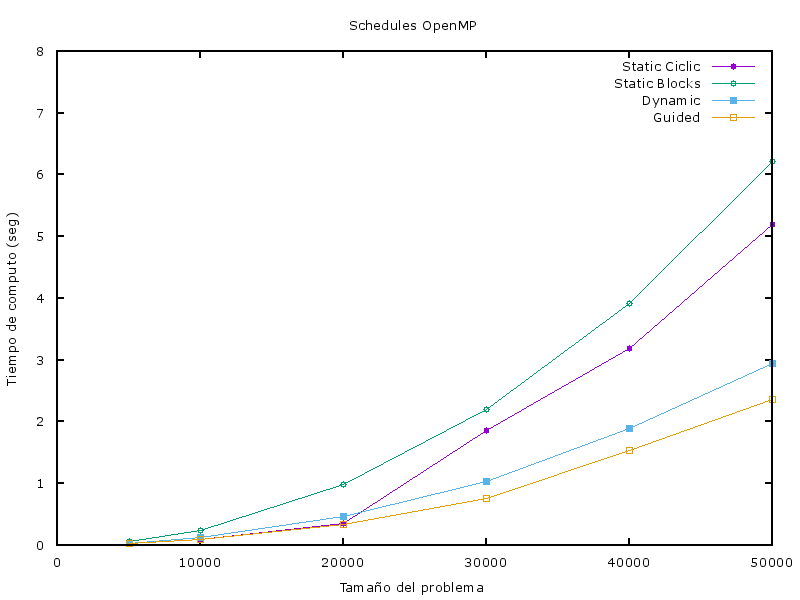 Schedules OpenMP
Static Ciclic
Static Blocks
Dynamic
Guided
8
7
6
5
4
3
2
1
0
Tiempo de computo (seg)
0
10000
20000
30000
40000
50000
Tamaño del problema